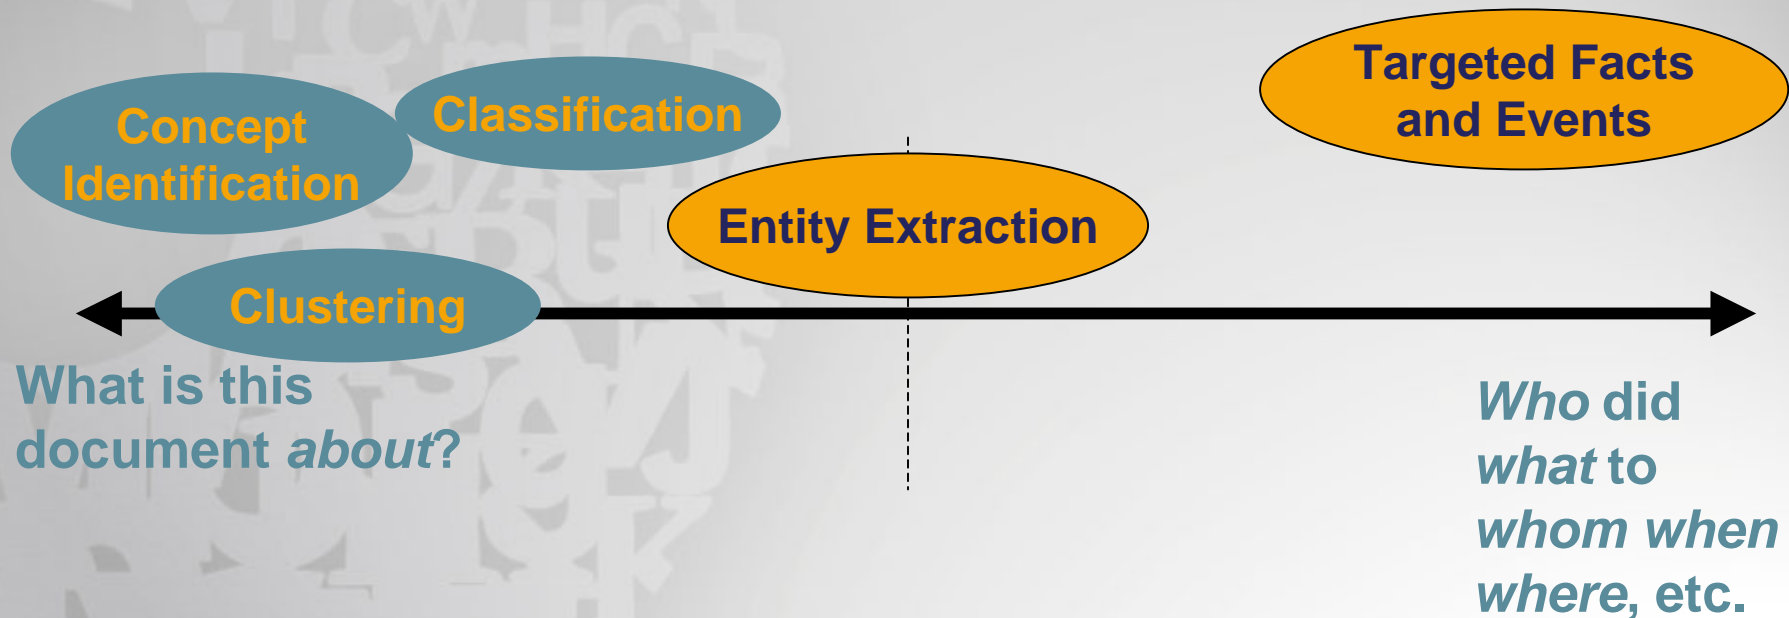 Targeted Facts
and Events
Concept
Identification
Classification
Entity Extraction
Clustering
What is this
document about?
Who did
what to
whom when
where, etc.